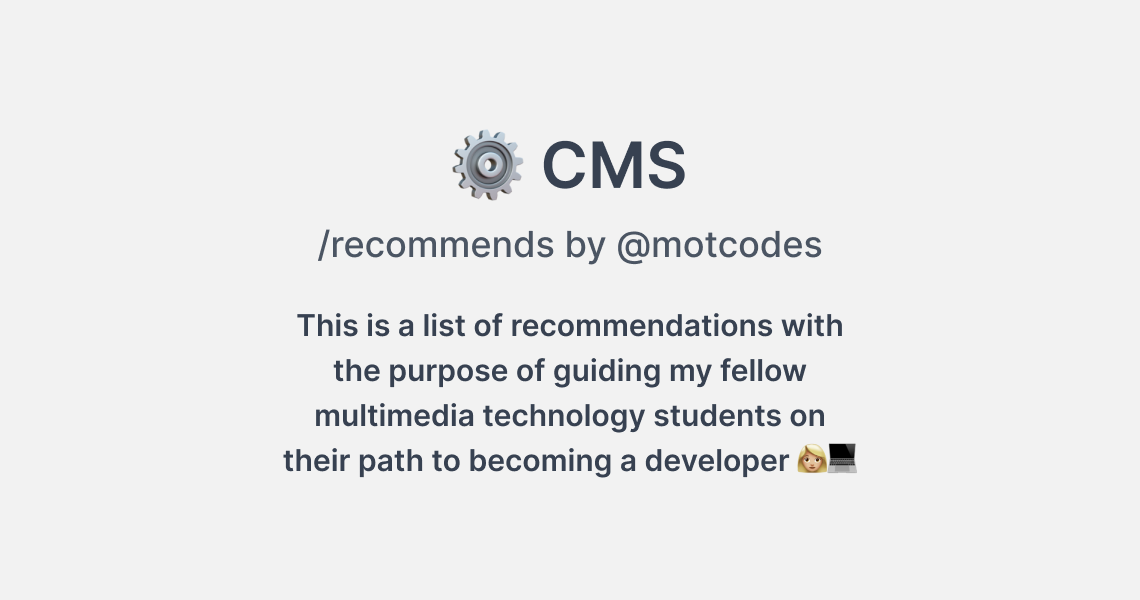 ⚙️ CMS
/recommends by @motcodes
This is a list of recommendations with
the purpose of guiding my fellow
multimedia technology students on
their path to becoming a developer 👩🏼💻